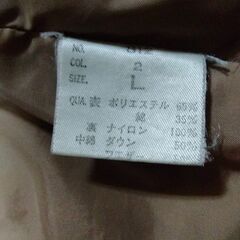 NO.
COL. 2
SIZE. L
QUA. 表 ポリエステル 65%
綿 35%
裏 ナイロン 100%
中綿 ダウン 50%